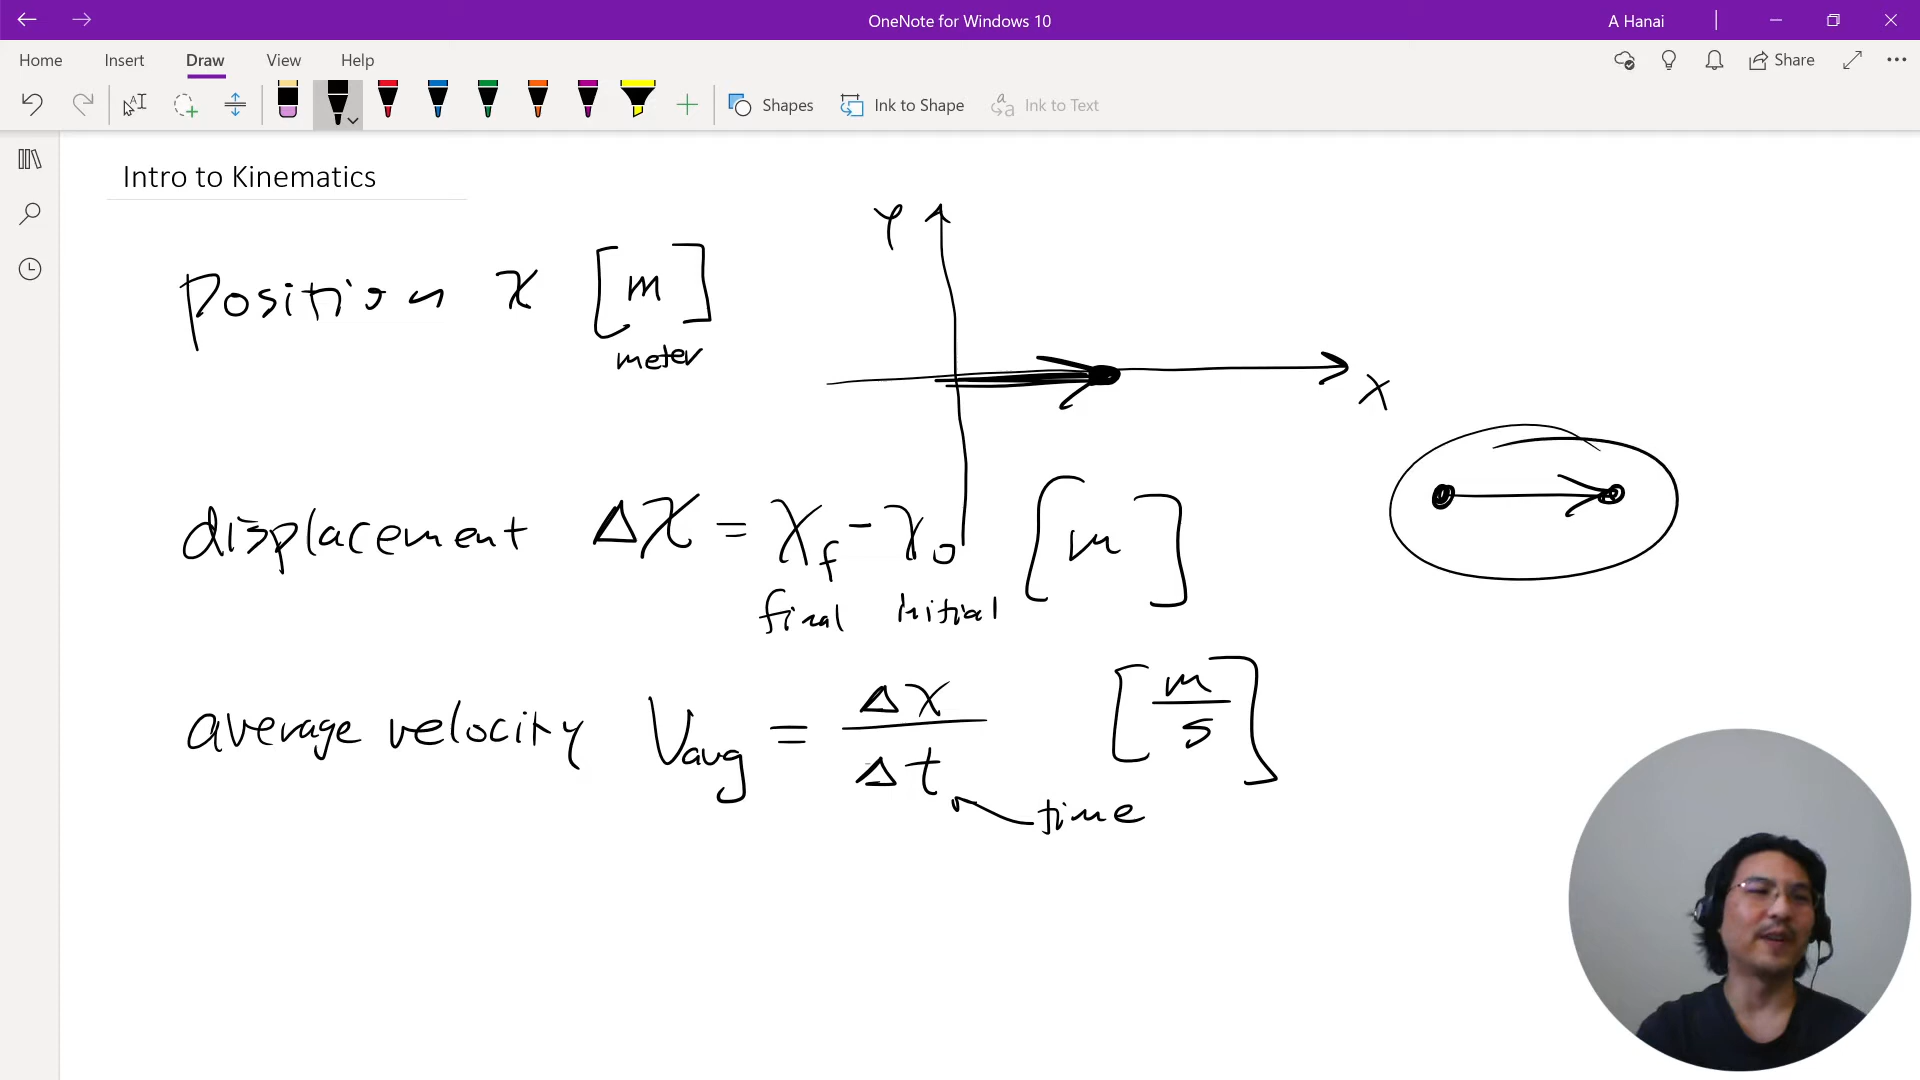 OneNote for Windows 10
A Hanai
Home Insert Draw View Help
Share
Shapes Ink to Shape Ink to Text
Intro to Kinematics
Y
position x [m]
meter
X
displacement Δx = x_f - x_0 [m]
final initial
average velocity V_avg = Δx / Δt [m/s]
time